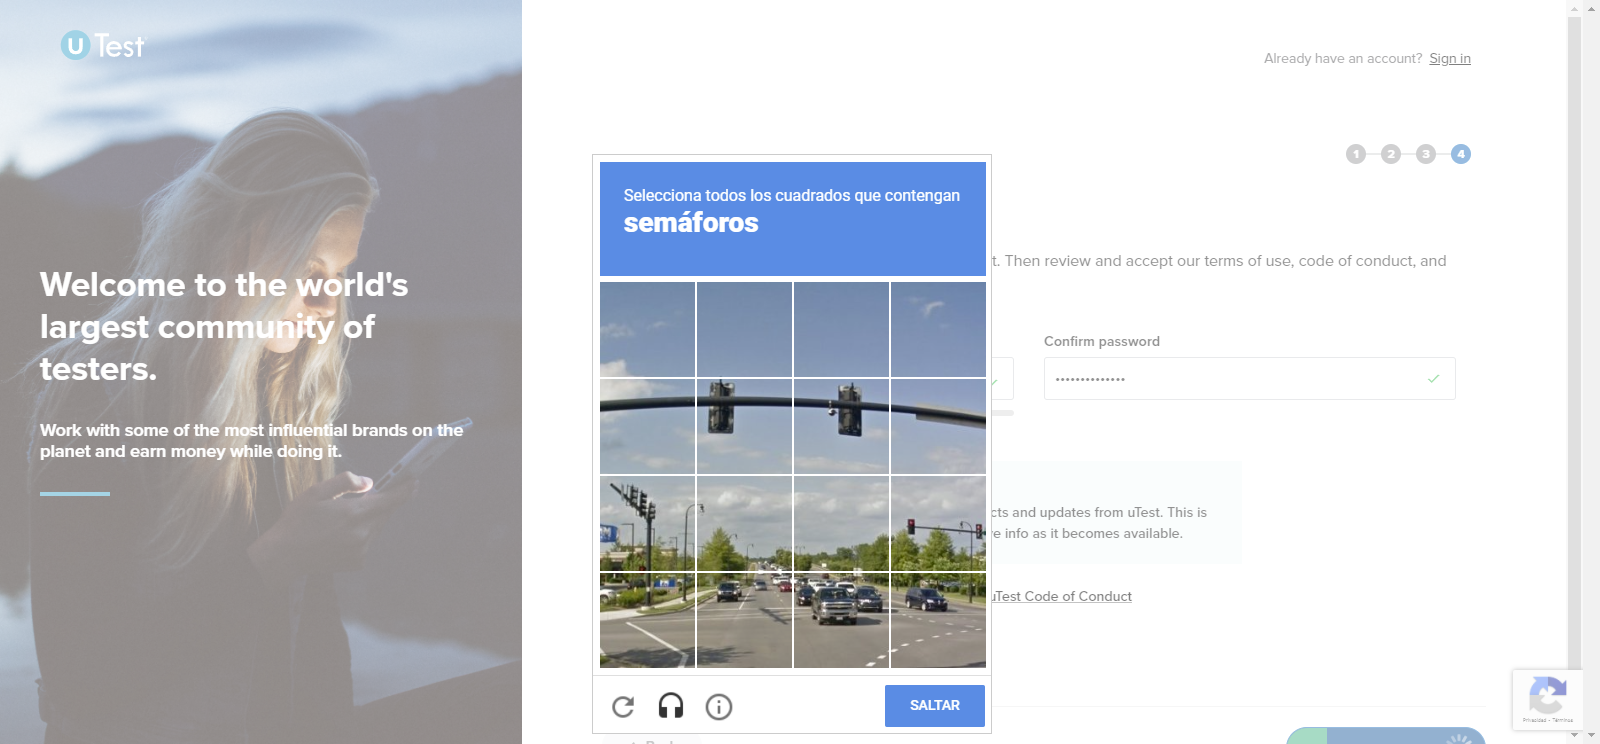 U Test
Already have an account? Sign in
1 2 3 4
Welcome to the world's
largest community of
testers.
Work with some of the most influential brands on the
planet and earn money while doing it.
Selecciona todos los cuadrados que contengan
semáforos
t. Then review and accept our terms of use, code of conduct, and
Confirm password
cts and updates from uTest. This is
e info as it becomes available.
uTest Code of Conduct
SALTAR
Privacidad - Términos